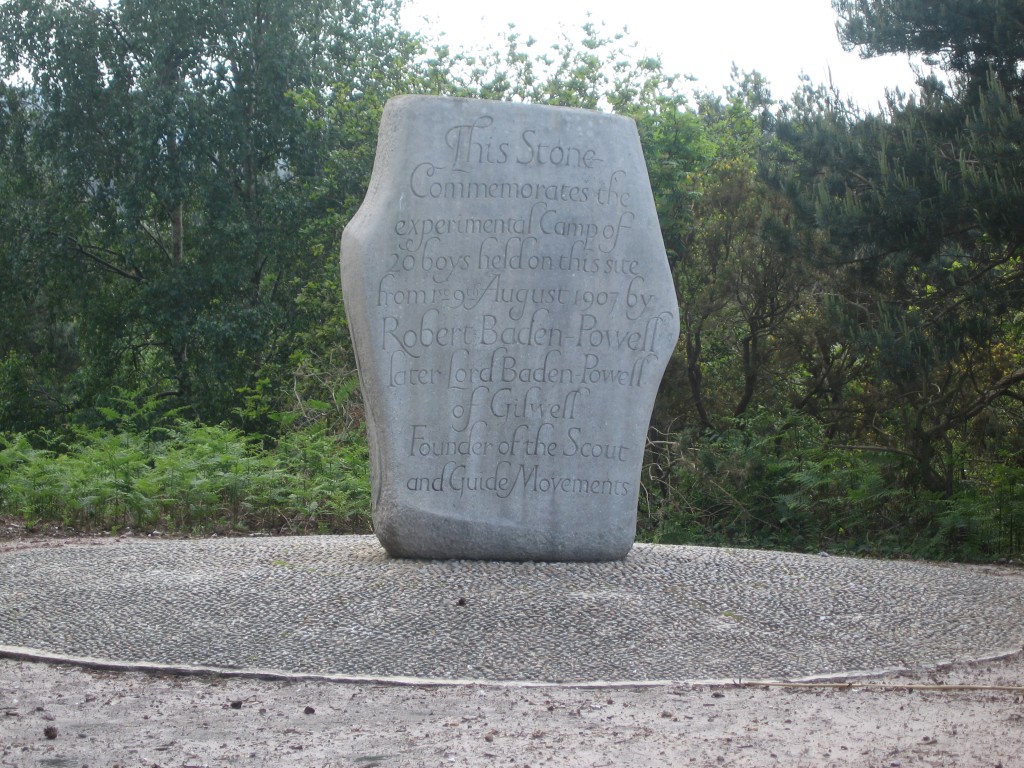 This Stone
Commemorates the
experimental Camp of
20 boys held on this site
from 1st-9th August 1907 by
Robert Baden-Powell
later Lord Baden-Powell
of Gilwell
Founder of the Scout
and Guide Movements